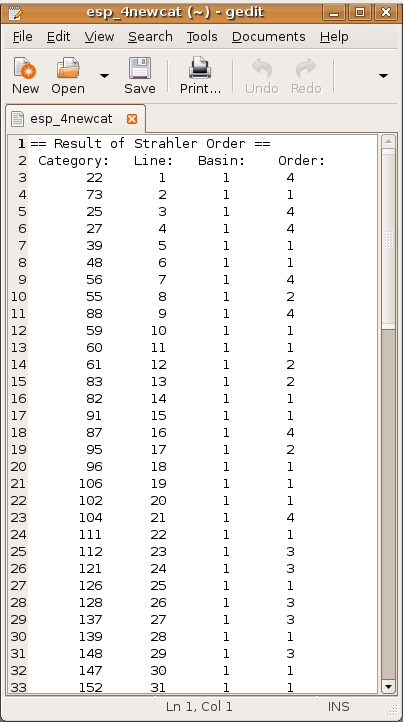 esp_4newcat (~) - gedit
File Edit View Search Tools Documents Help
New Open Save Print... Undo Redo
esp_4newcat
1 == Result of Strahler Order ==
2 Category: Line: Basin: Order:
3 22 1 1 4
4 73 2 1 1
5 25 3 1 4
6 27 4 1 4
7 39 5 1 1
8 48 6 1 1
9 56 7 1 4
10 55 8 1 2
11 88 9 1 4
12 59 10 1 1
13 60 11 1 1
14 61 12 1 2
15 83 13 1 2
16 82 14 1 1
17 91 15 1 1
18 87 16 1 4
19 95 17 1 2
20 96 18 1 1
21 106 19 1 1
22 102 20 1 1
23 104 21 1 4
24 111 22 1 1
25 112 23 1 3
26 121 24 1 3
27 126 25 1 1
28 128 26 1 3
29 137 27 1 3
30 139 28 1 1
31 148 29 1 3
32 147 30 1 1
33 152 31 1 1
Ln 1, Col 1 INS